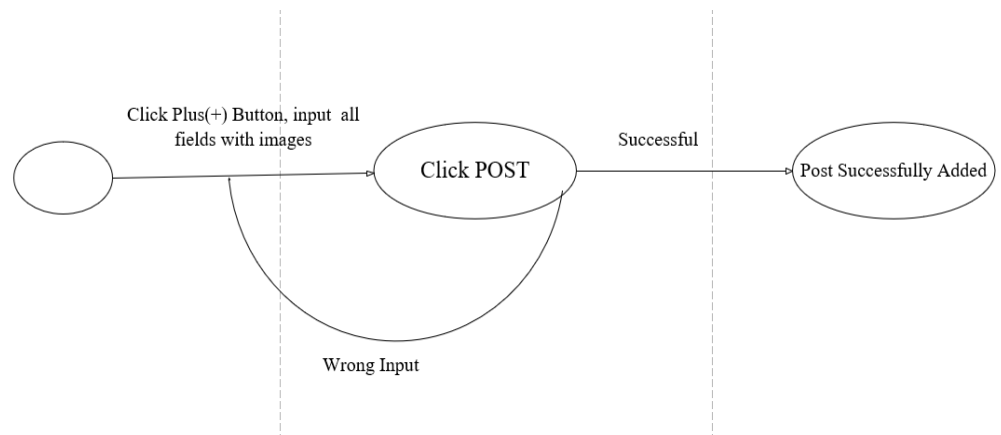 Click Plus(+) Button, input all
fields with images
Click POST
Successful
Post Successfully Added
Wrong Input